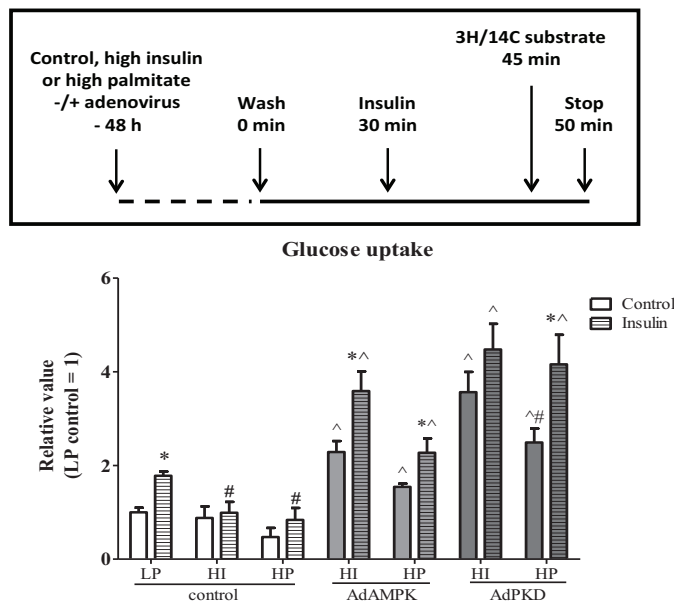 3H/14C substrate
45 min
Control, high insulin
or high palmitate
-/+ adenovirus
- 48 h
Wash
0 min
Insulin
30 min
Stop
50 min
Glucose uptake
Relative value
(LP control = 1)
6
4
2
0
Control
Insulin
*
#
#
^
*^
^
*^
^
^
^#
*^
LP HI HP HI HP HI HP
control AdAMPK AdPKD